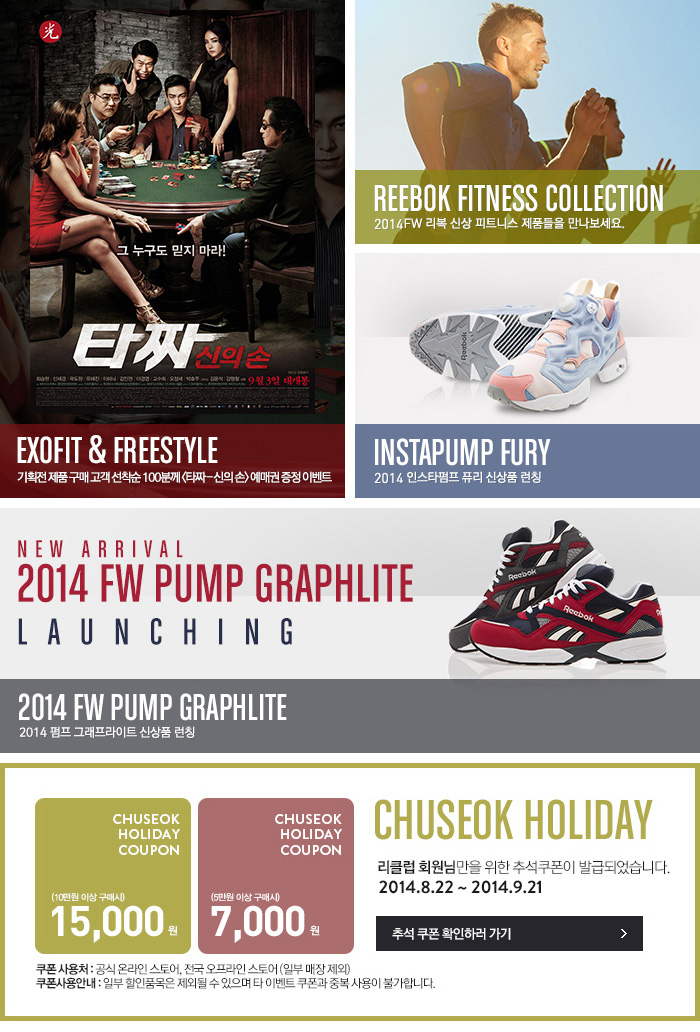 光
그 누구도 믿지 마라!
타짜
신의 손
9월 3일 대개봉
EXOFIT & FREESTYLE
기획전 제품 구매 고객 선착순 100분께 <타짜-신의 손> 예매권 증정 이벤트
REEBOK FITNESS COLLECTION
2014FW 리복 신상 피트니스 제품들을 만나보세요.
Reebok
INSTAPUMP FURY
2014 인스타펌프 퓨리 신상품 런칭
NEW ARRIVAL
2014 FW PUMP GRAPHLITE
LAUNCHING
Reebok
Reebok
2014 FW PUMP GRAPHLITE
2014 펌프 그래프라이트 신상품 런칭
CHUSEOK
HOLIDAY
COUPON
(10만원 이상 구매시)
15,000 원
CHUSEOK
HOLIDAY
COUPON
(5만원 이상 구매시)
7,000 원
CHUSEOK HOLIDAY
리클럽 회원님만을 위한 추석쿠폰이 발급되었습니다.
2014.8.22 ~ 2014.9.21
추석 쿠폰 확인하러 가기
쿠폰 사용처 : 공식 온라인 스토어, 전국 오프라인 스토어 (일부 매장 제외)
쿠폰사용안내 : 일부 할인품목은 제외될 수 있으며 타 이벤트 쿠폰과 중복 사용이 불가합니다.